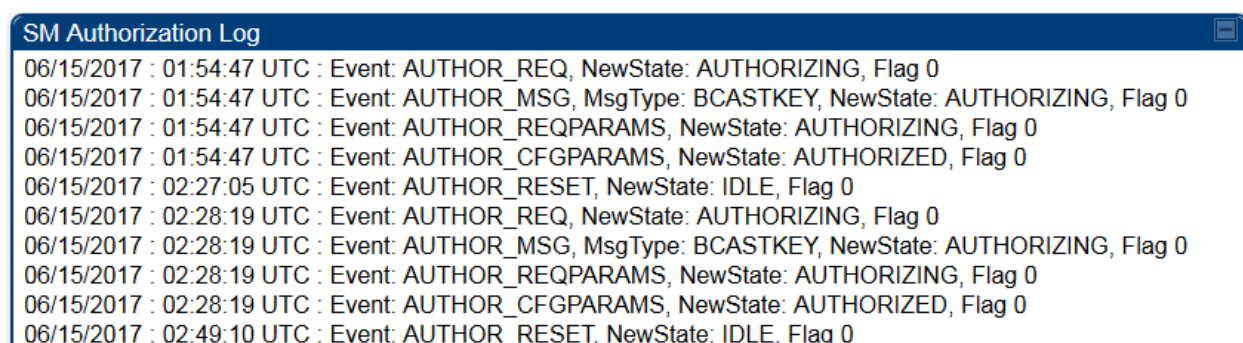 SM Authorization Log
06/15/2017 : 01:54:47 UTC : Event: AUTHOR_REQ, NewState: AUTHORIZING, Flag 0
06/15/2017 : 01:54:47 UTC : Event: AUTHOR_MSG, MsgType: BCASTKEY, NewState: AUTHORIZING, Flag 0
06/15/2017 : 01:54:47 UTC : Event: AUTHOR_REQPARAMS, NewState: AUTHORIZING, Flag 0
06/15/2017 : 01:54:47 UTC : Event: AUTHOR_CFGPARAMS, NewState: AUTHORIZED, Flag 0
06/15/2017 : 02:27:05 UTC : Event: AUTHOR_RESET, NewState: IDLE, Flag 0
06/15/2017 : 02:28:19 UTC : Event: AUTHOR_REQ, NewState: AUTHORIZING, Flag 0
06/15/2017 : 02:28:19 UTC : Event: AUTHOR_MSG, MsgType: BCASTKEY, NewState: AUTHORIZING, Flag 0
06/15/2017 : 02:28:19 UTC : Event: AUTHOR_REQPARAMS, NewState: AUTHORIZING, Flag 0
06/15/2017 : 02:28:19 UTC : Event: AUTHOR_CFGPARAMS, NewState: AUTHORIZED, Flag 0
06/15/2017 : 02:49:10 UTC : Event: AUTHOR_RESET, NewState: IDLE, Flag 0